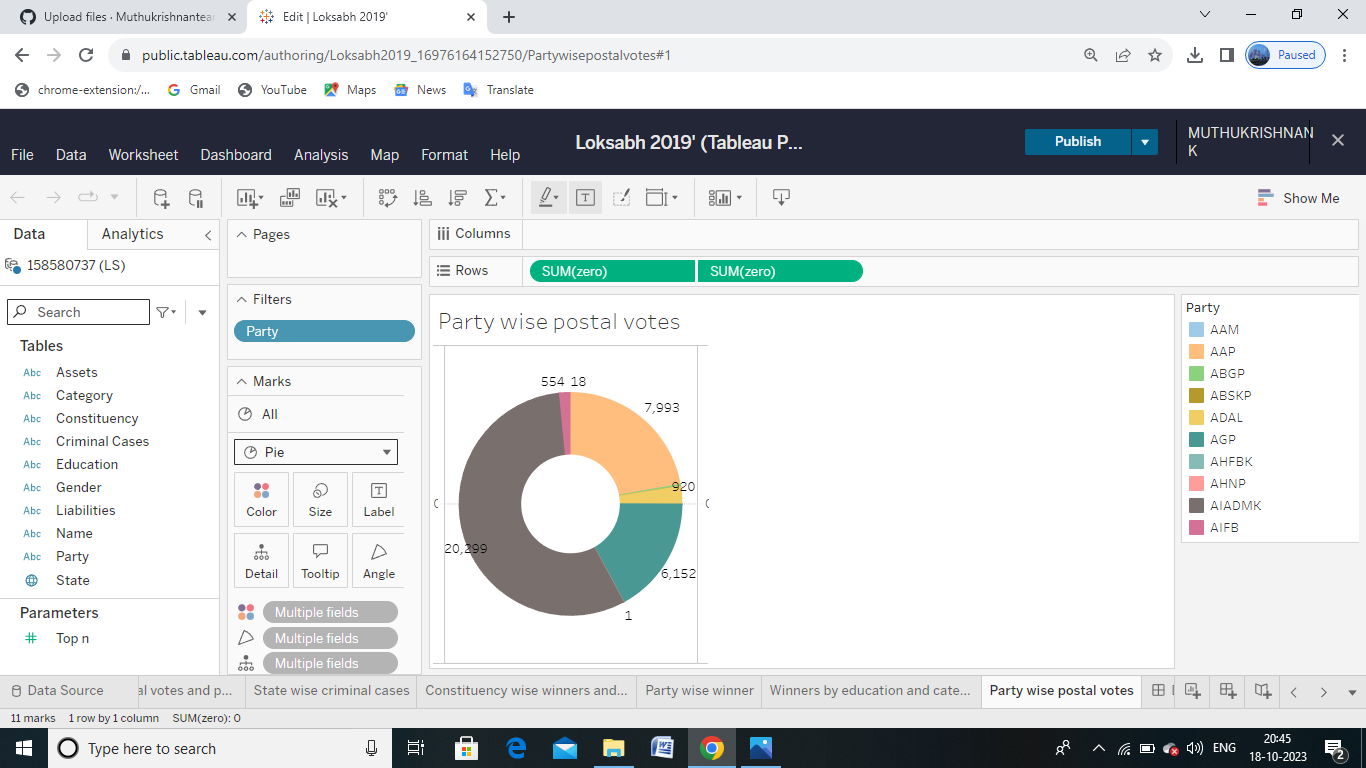 Upload files · Muthukrishnantea
Edit | Loksabh 2019'
public.tableau.com/authoring/Loksabh2019_16976164152750/Partywisepostalvotes#1
Paused
chrome-extension:/...
Gmail
YouTube
Maps
News
Translate
Loksabh 2019' (Tableau P...
Publish
MUTHUKRISHNAN
K
File Data Worksheet Dashboard Analysis Map Format Help
Show Me
Data
Analytics
158580737 (LS)
Search
Tables
Abc Assets
Abc Category
Abc Constituency
Abc Criminal Cases
Abc Education
Abc Gender
Abc Liabilities
Abc Name
Abc Party
State
Parameters
Top n
Pages
Filters
Party
Marks
All
Pie
Color Size Label
Detail Tooltip Angle
Multiple fields
Multiple fields
Multiple fields
Columns
Rows
SUM(zero) SUM(zero)
Party wise postal votes
554 18
7,993
920
20,299
6,152
1
Party
AAM
AAP
ABGP
ABSKP
ADAL
AGP
AHFBK
AHNP
AIADMK
AIFB
Data Source
al votes and p...
State wise criminal cases
Constituency wise winners and...
Party wise winner
Winners by education and cate...
Party wise postal votes
11 marks 1 row by 1 column SUM(zero): 0
Type here to search
ENG
20:45
18-10-2023
2